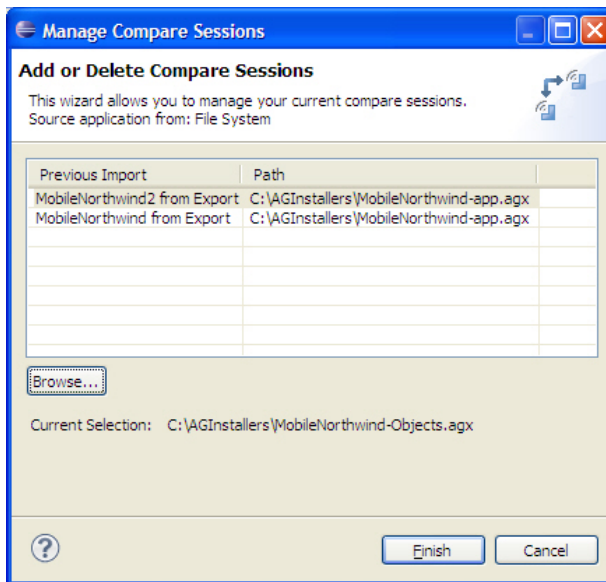 Manage Compare Sessions
Add or Delete Compare Sessions
This wizard allows you to manage your current compare sessions.
Source application from: File System
Previous Import Path
MobileNorthwind2 from Export C:\AGInstallers\MobileNorthwind-app.agx
MobileNorthwind from Export C:\AGInstallers\MobileNorthwind-app.agx
Browse...
Current Selection: C:\AGInstallers\MobileNorthwind-Objects.agx
?
Finish Cancel